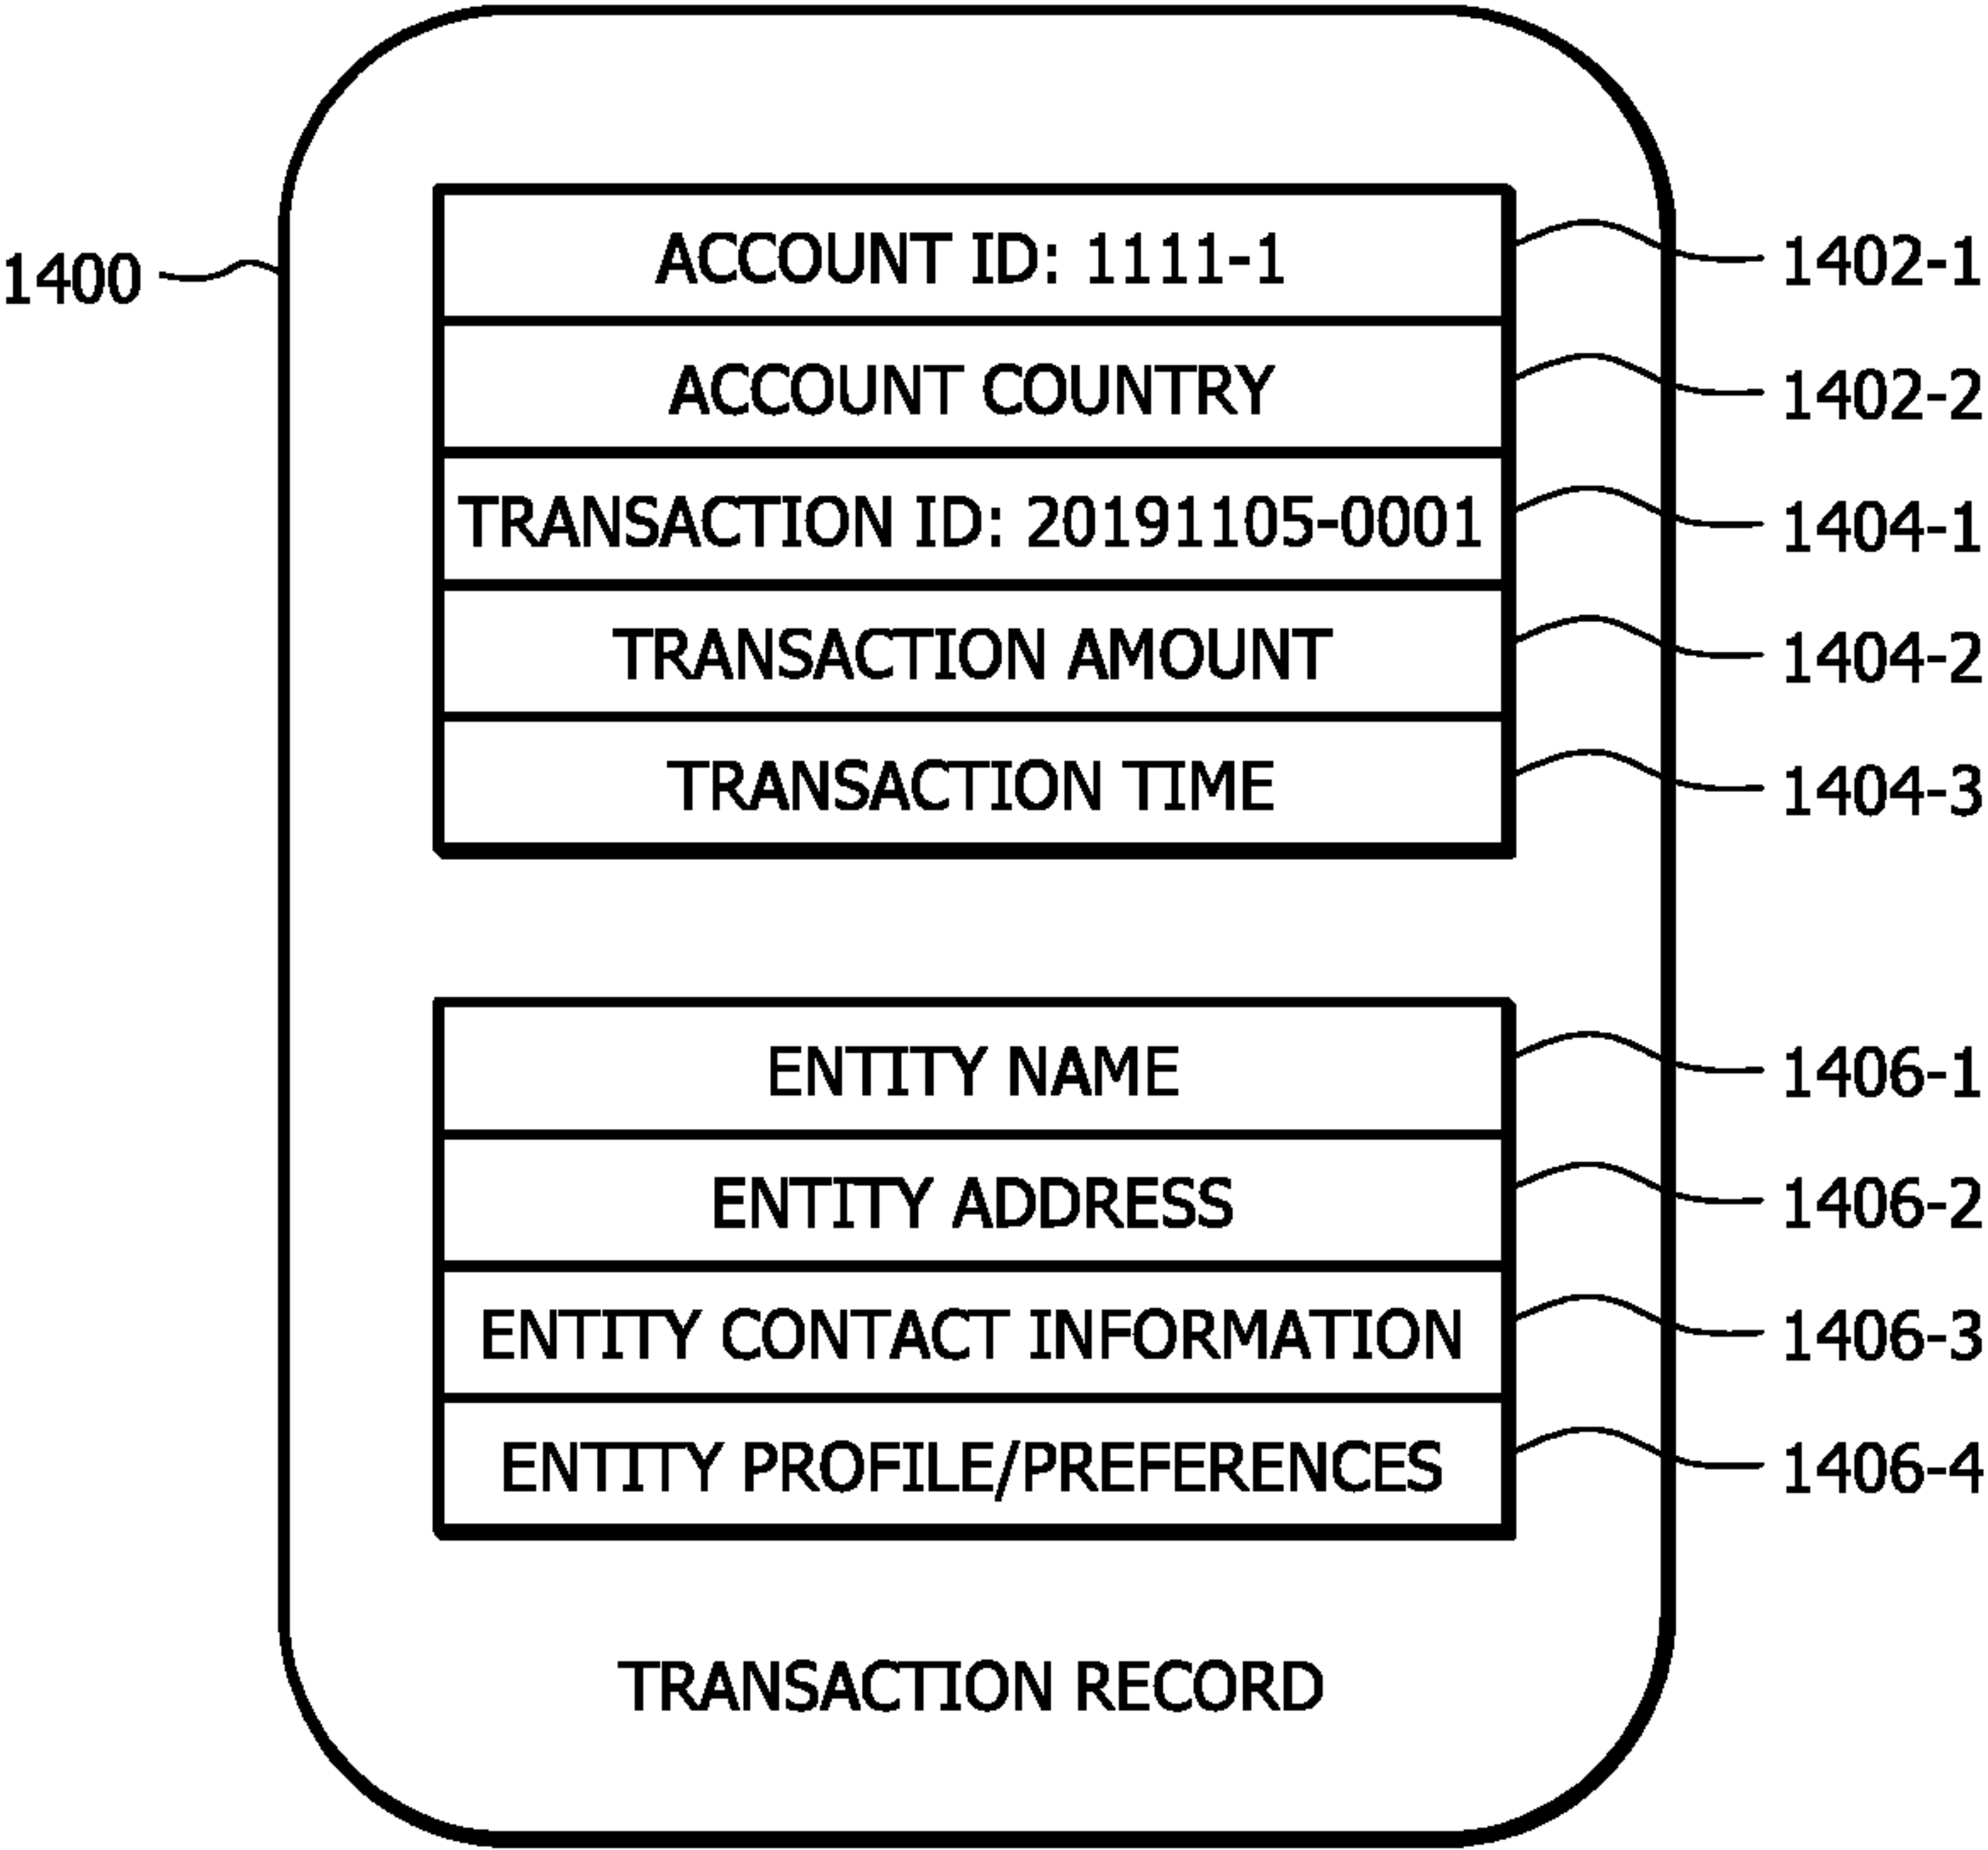 1400
ACCOUNT ID: 1111-1 1402-1
ACCOUNT COUNTRY 1402-2
TRANSACTION ID: 20191105-0001 1404-1
TRANSACTION AMOUNT 1404-2
TRANSACTION TIME 1404-3
ENTITY NAME 1406-1
ENTITY ADDRESS 1406-2
ENTITY CONTACT INFORMATION 1406-3
ENTITY PROFILE/PREFERENCES 1406-4
TRANSACTION RECORD